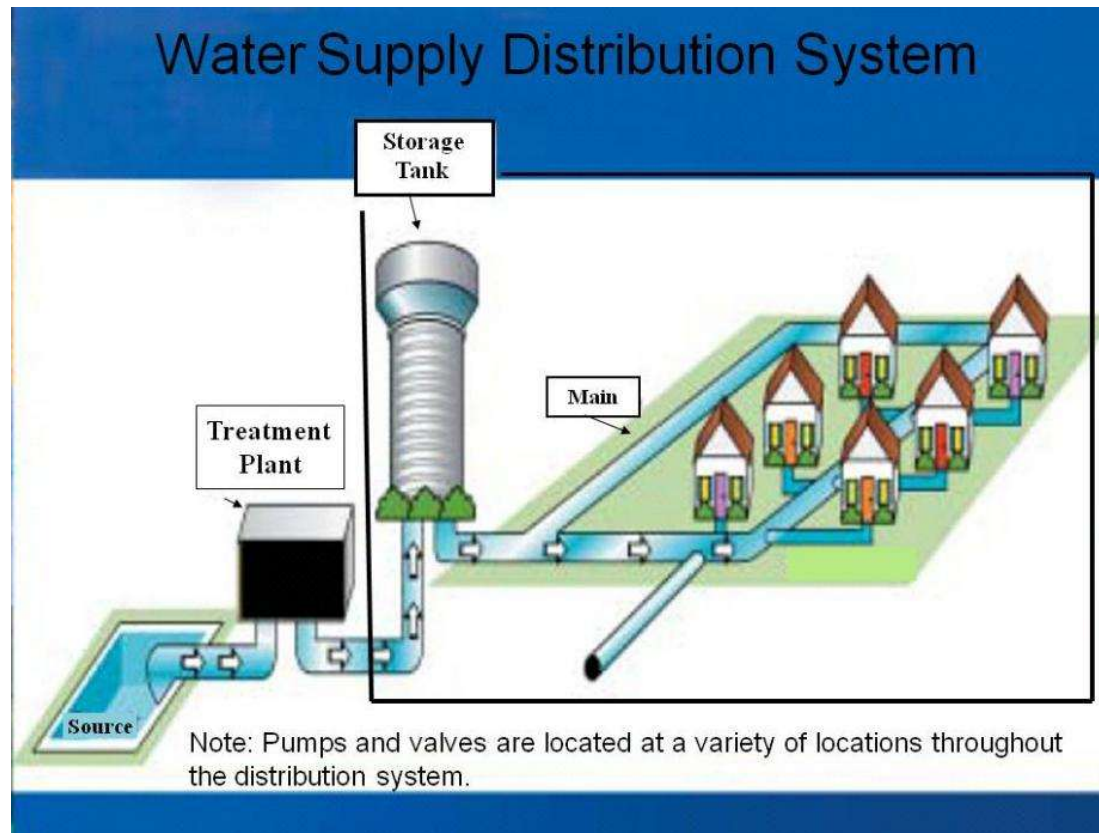 Water Supply Distribution System
Storage
Tank
Main
Treatment
Plant
Source
Note: Pumps and valves are located at a variety of locations throughout
the distribution system.